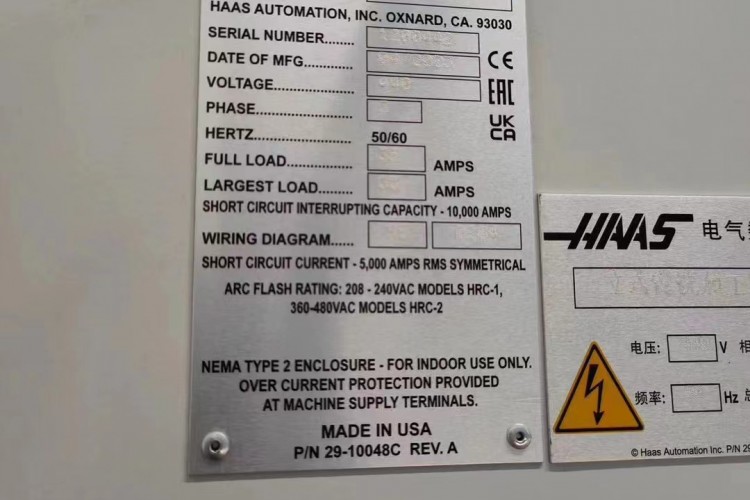 HAAS AUTOMATION, INC. OXNARD, CA. 93030
SERIAL NUMBER........
DATE OF MFG............
VOLTAGE...................
PHASE.......................
HERTZ........................ 50/60
FULL LOAD................ AMPS
LARGEST LOAD......... AMPS
SHORT CIRCUIT INTERRUPTING CAPACITY - 10,000 AMPS
WIRING DIAGRAM......
SHORT CIRCUIT CURRENT - 5,000 AMPS RMS SYMMETRICAL
ARC FLASH RATING: 208 - 240VAC MODELS HRC-1,
360-480VAC MODELS HRC-2
NEMA TYPE 2 ENCLOSURE - FOR INDOOR USE ONLY.
OVER CURRENT PROTECTION PROVIDED
AT MACHINE SUPPLY TERMINALS.
MADE IN USA
P/N 29-10048C REV. A
CE
EAC
UK
CA
HAAS 电气
电压: V 相
频率: Hz 总
© Haas Automation Inc. P/N 29